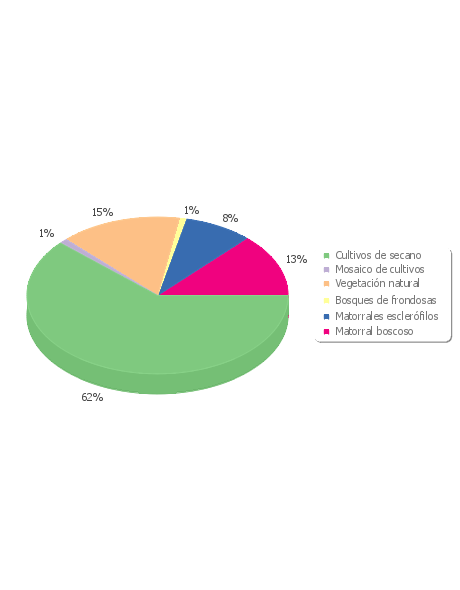 15%
1%
8%
1%
13%
62%
Cultivos de secano
Mosaico de cultivos
Vegetación natural
Bosques de frondosas
Matorrales esclerófilos
Matorral boscoso